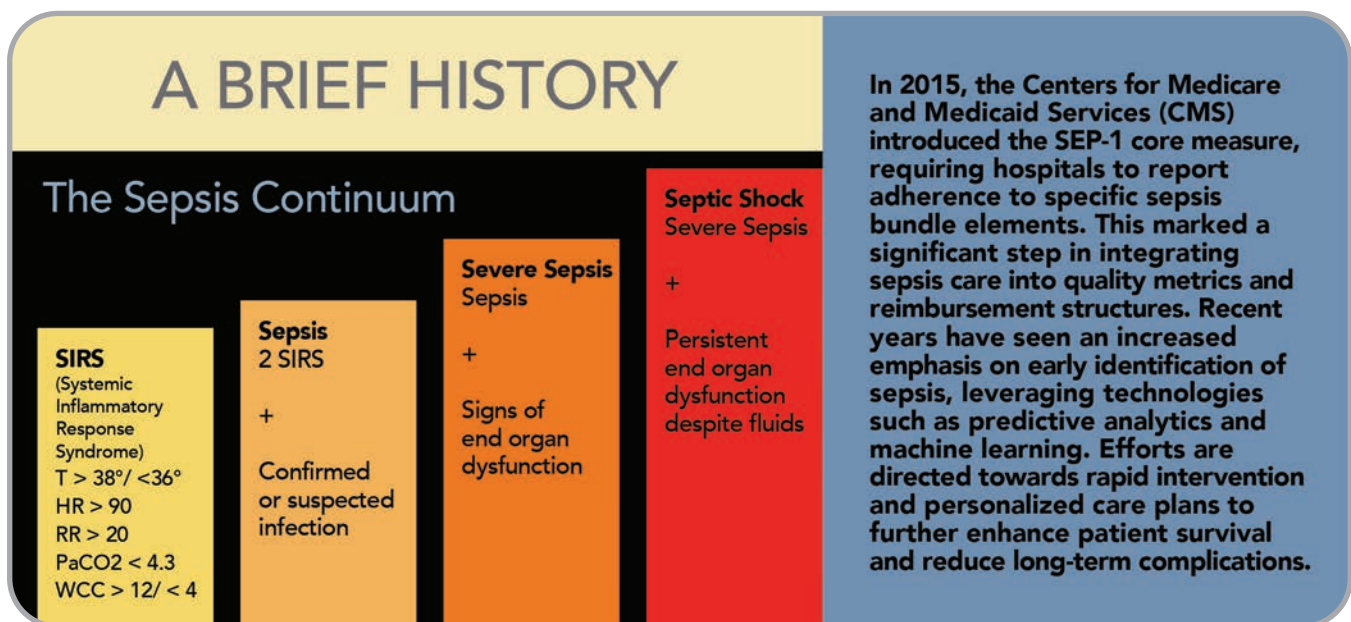 A BRIEF HISTORY
The Sepsis Continuum
SIRS
(Systemic
Inflammatory
Response
Syndrome)
T > 38°/ <36°
HR > 90
RR > 20
PaCO2 < 4.3
WCC > 12/ < 4
Sepsis
2 SIRS
+
Confirmed
or suspected
infection
Severe Sepsis
Sepsis
+
Signs of
end organ
dysfunction
Septic Shock
Severe Sepsis
+
Persistent
end organ
dysfunction
despite fluids
In 2015, the Centers for Medicare
and Medicaid Services (CMS)
introduced the SEP-1 core measure,
requiring hospitals to report
adherence to specific sepsis
bundle elements. This marked a
significant step in integrating
sepsis care into quality metrics and
reimbursement structures. Recent
years have seen an increased
emphasis on early identification of
sepsis, leveraging technologies
such as predictive analytics and
machine learning. Efforts are
directed towards rapid intervention
and personalized care plans to
further enhance patient survival
and reduce long-term complications.